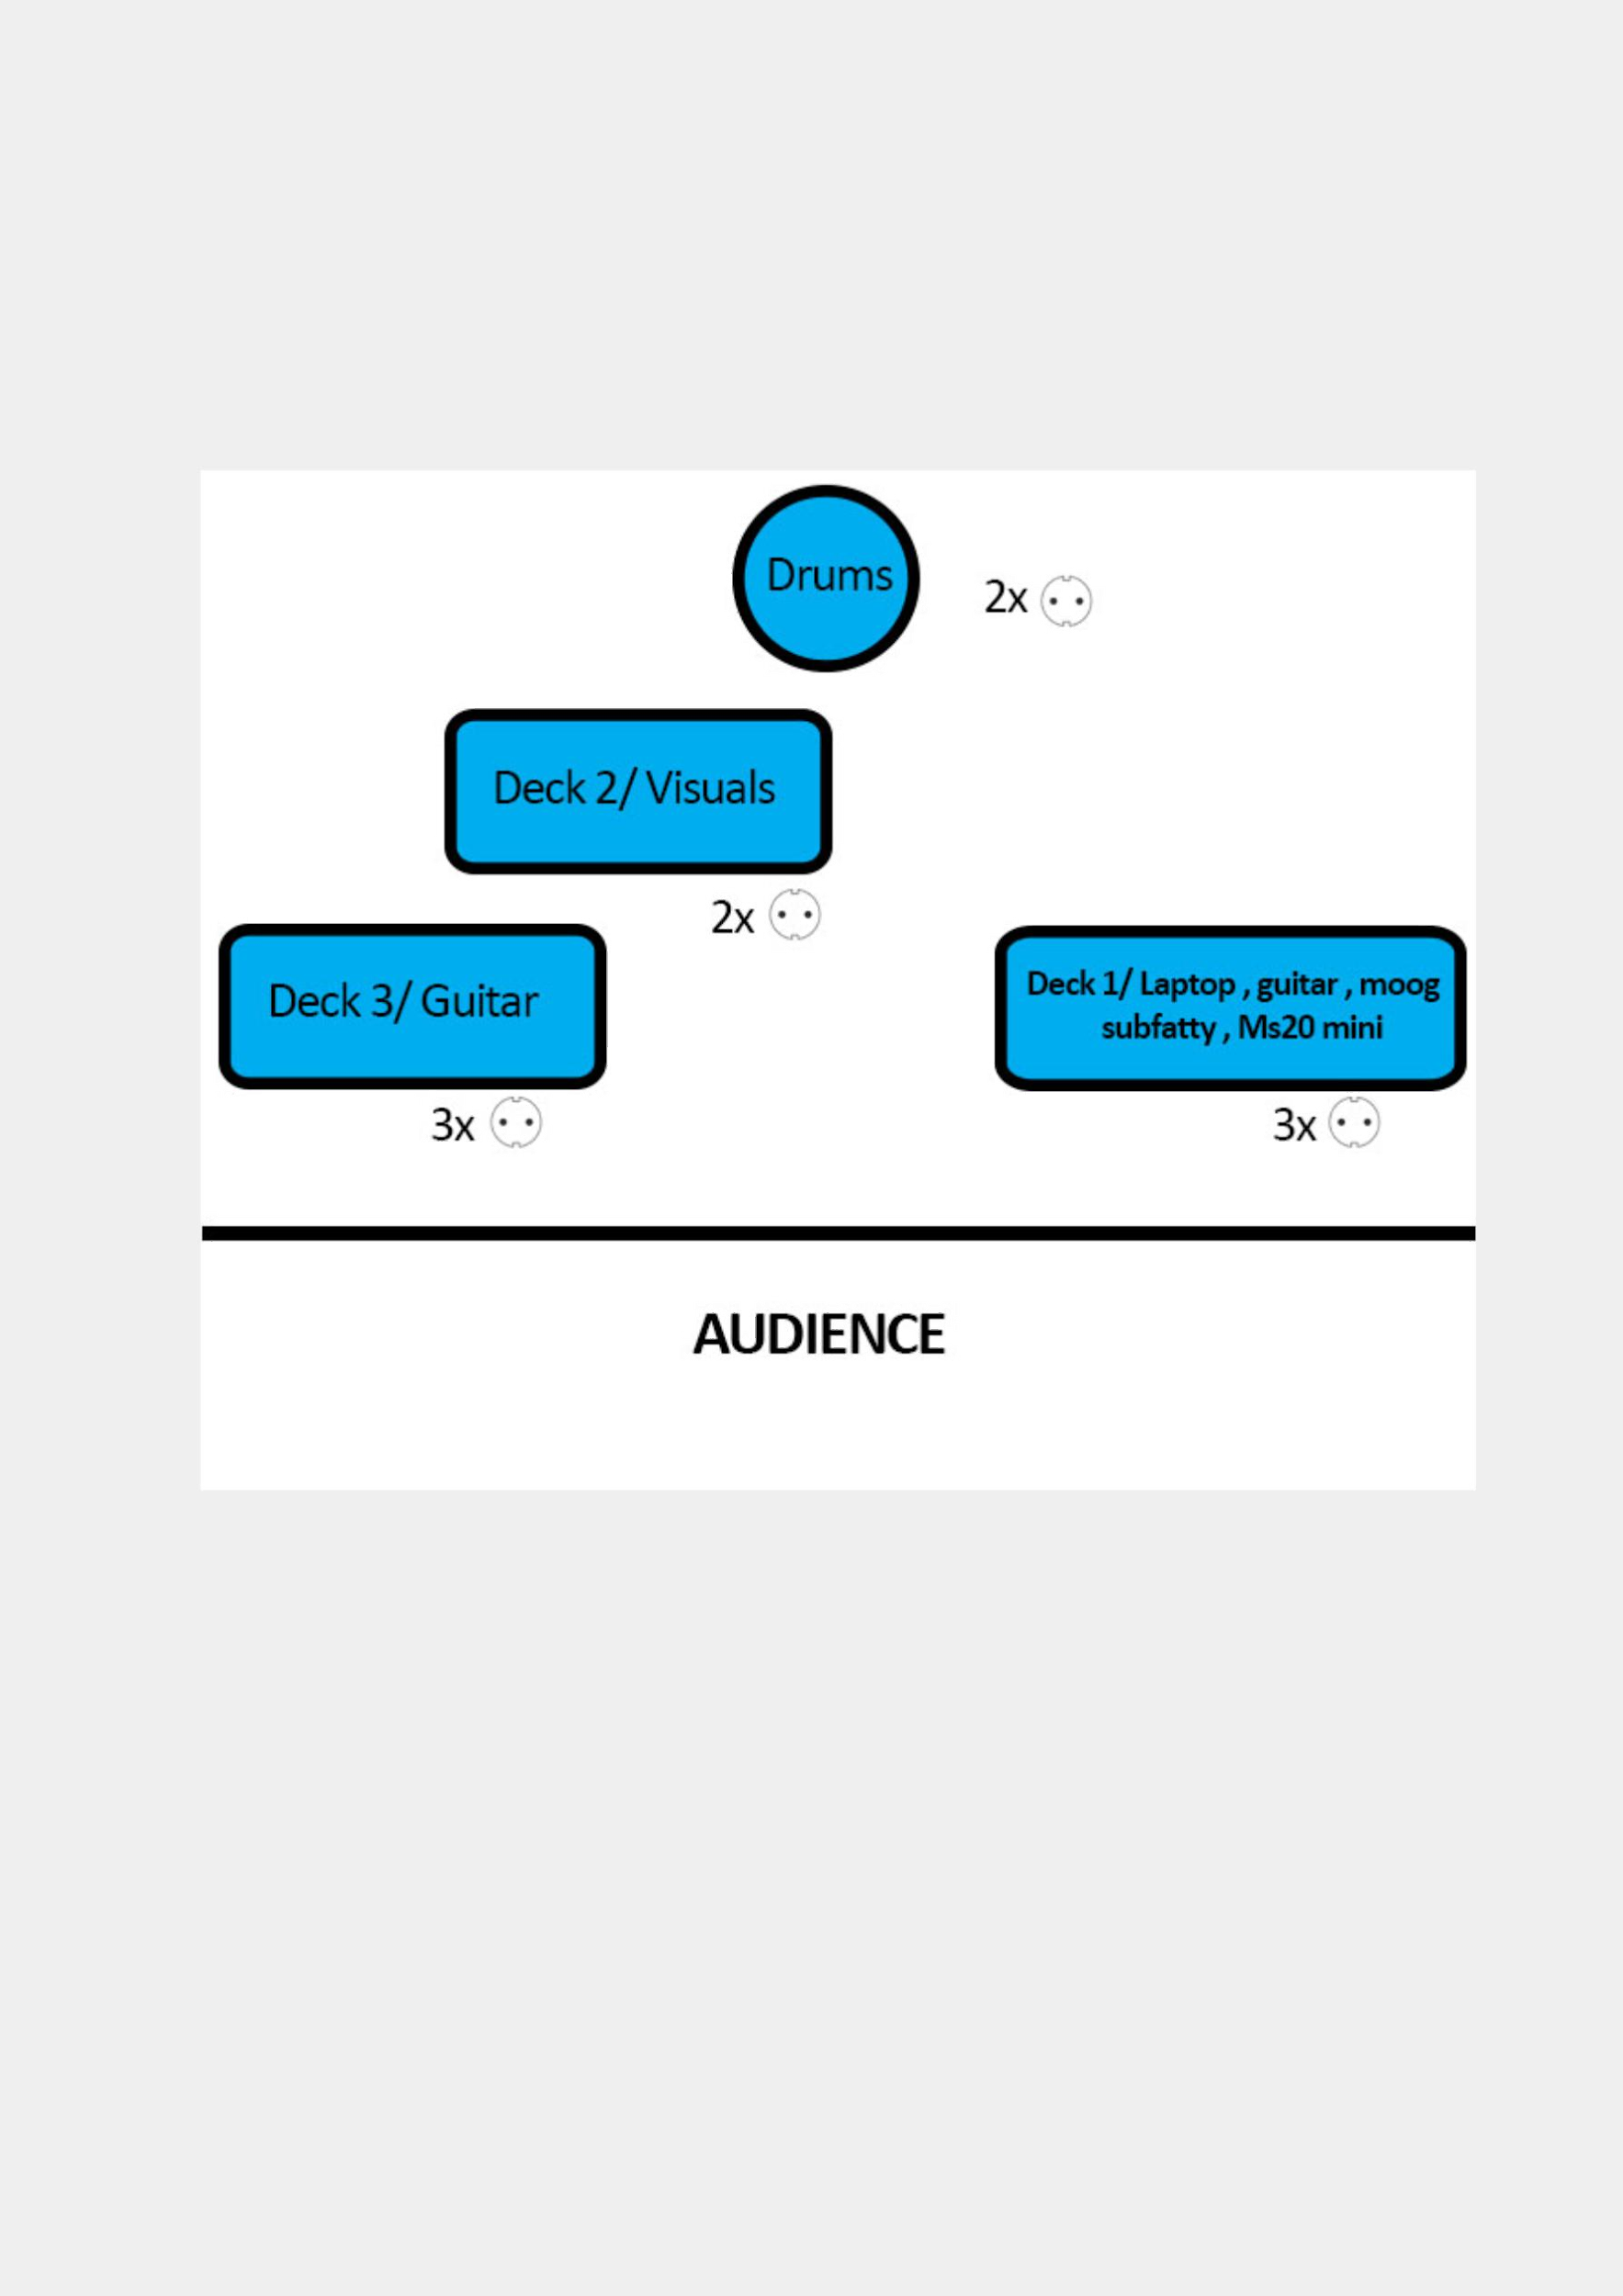 Drums
2x
Deck 2/ Visuals
2x
Deck 3/ Guitar
3x
Deck 1/ Laptop , guitar , moog
subfatty , Ms20 mini
3x
AUDIENCE